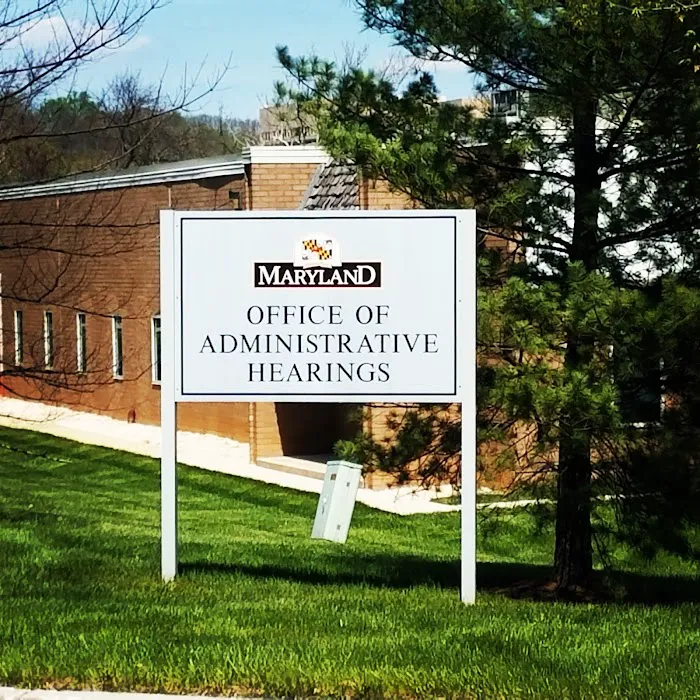 MARYLAND
OFFICE OF
ADMINISTRATIVE
HEARINGS